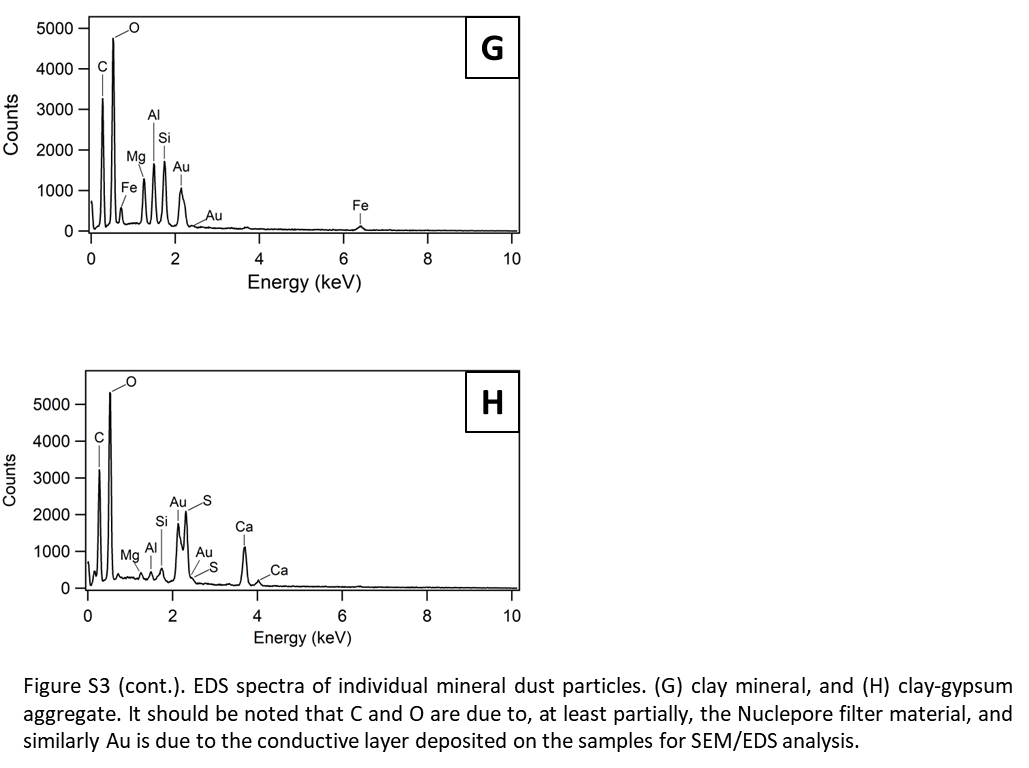 G
5000
O
4000
C
3000
Al
2000
Si
Mg
Au
1000
Fe
Au
Fe
0
Counts
0 2 4 6 8 10
Energy (keV)
H
O
5000
C
4000
3000
Au S
2000
Si
Ca
Mg Al Au
1000
S
Ca
0
Counts
0 2 4 6 8 10
Energy (keV)
Figure S3 (cont.). EDS spectra of individual mineral dust particles. (G) clay mineral, and (H) clay-gypsum
aggregate. It should be noted that C and O are due to, at least partially, the Nuclepore filter material, and
similarly Au is due to the conductive layer deposited on the samples for SEM/EDS analysis.